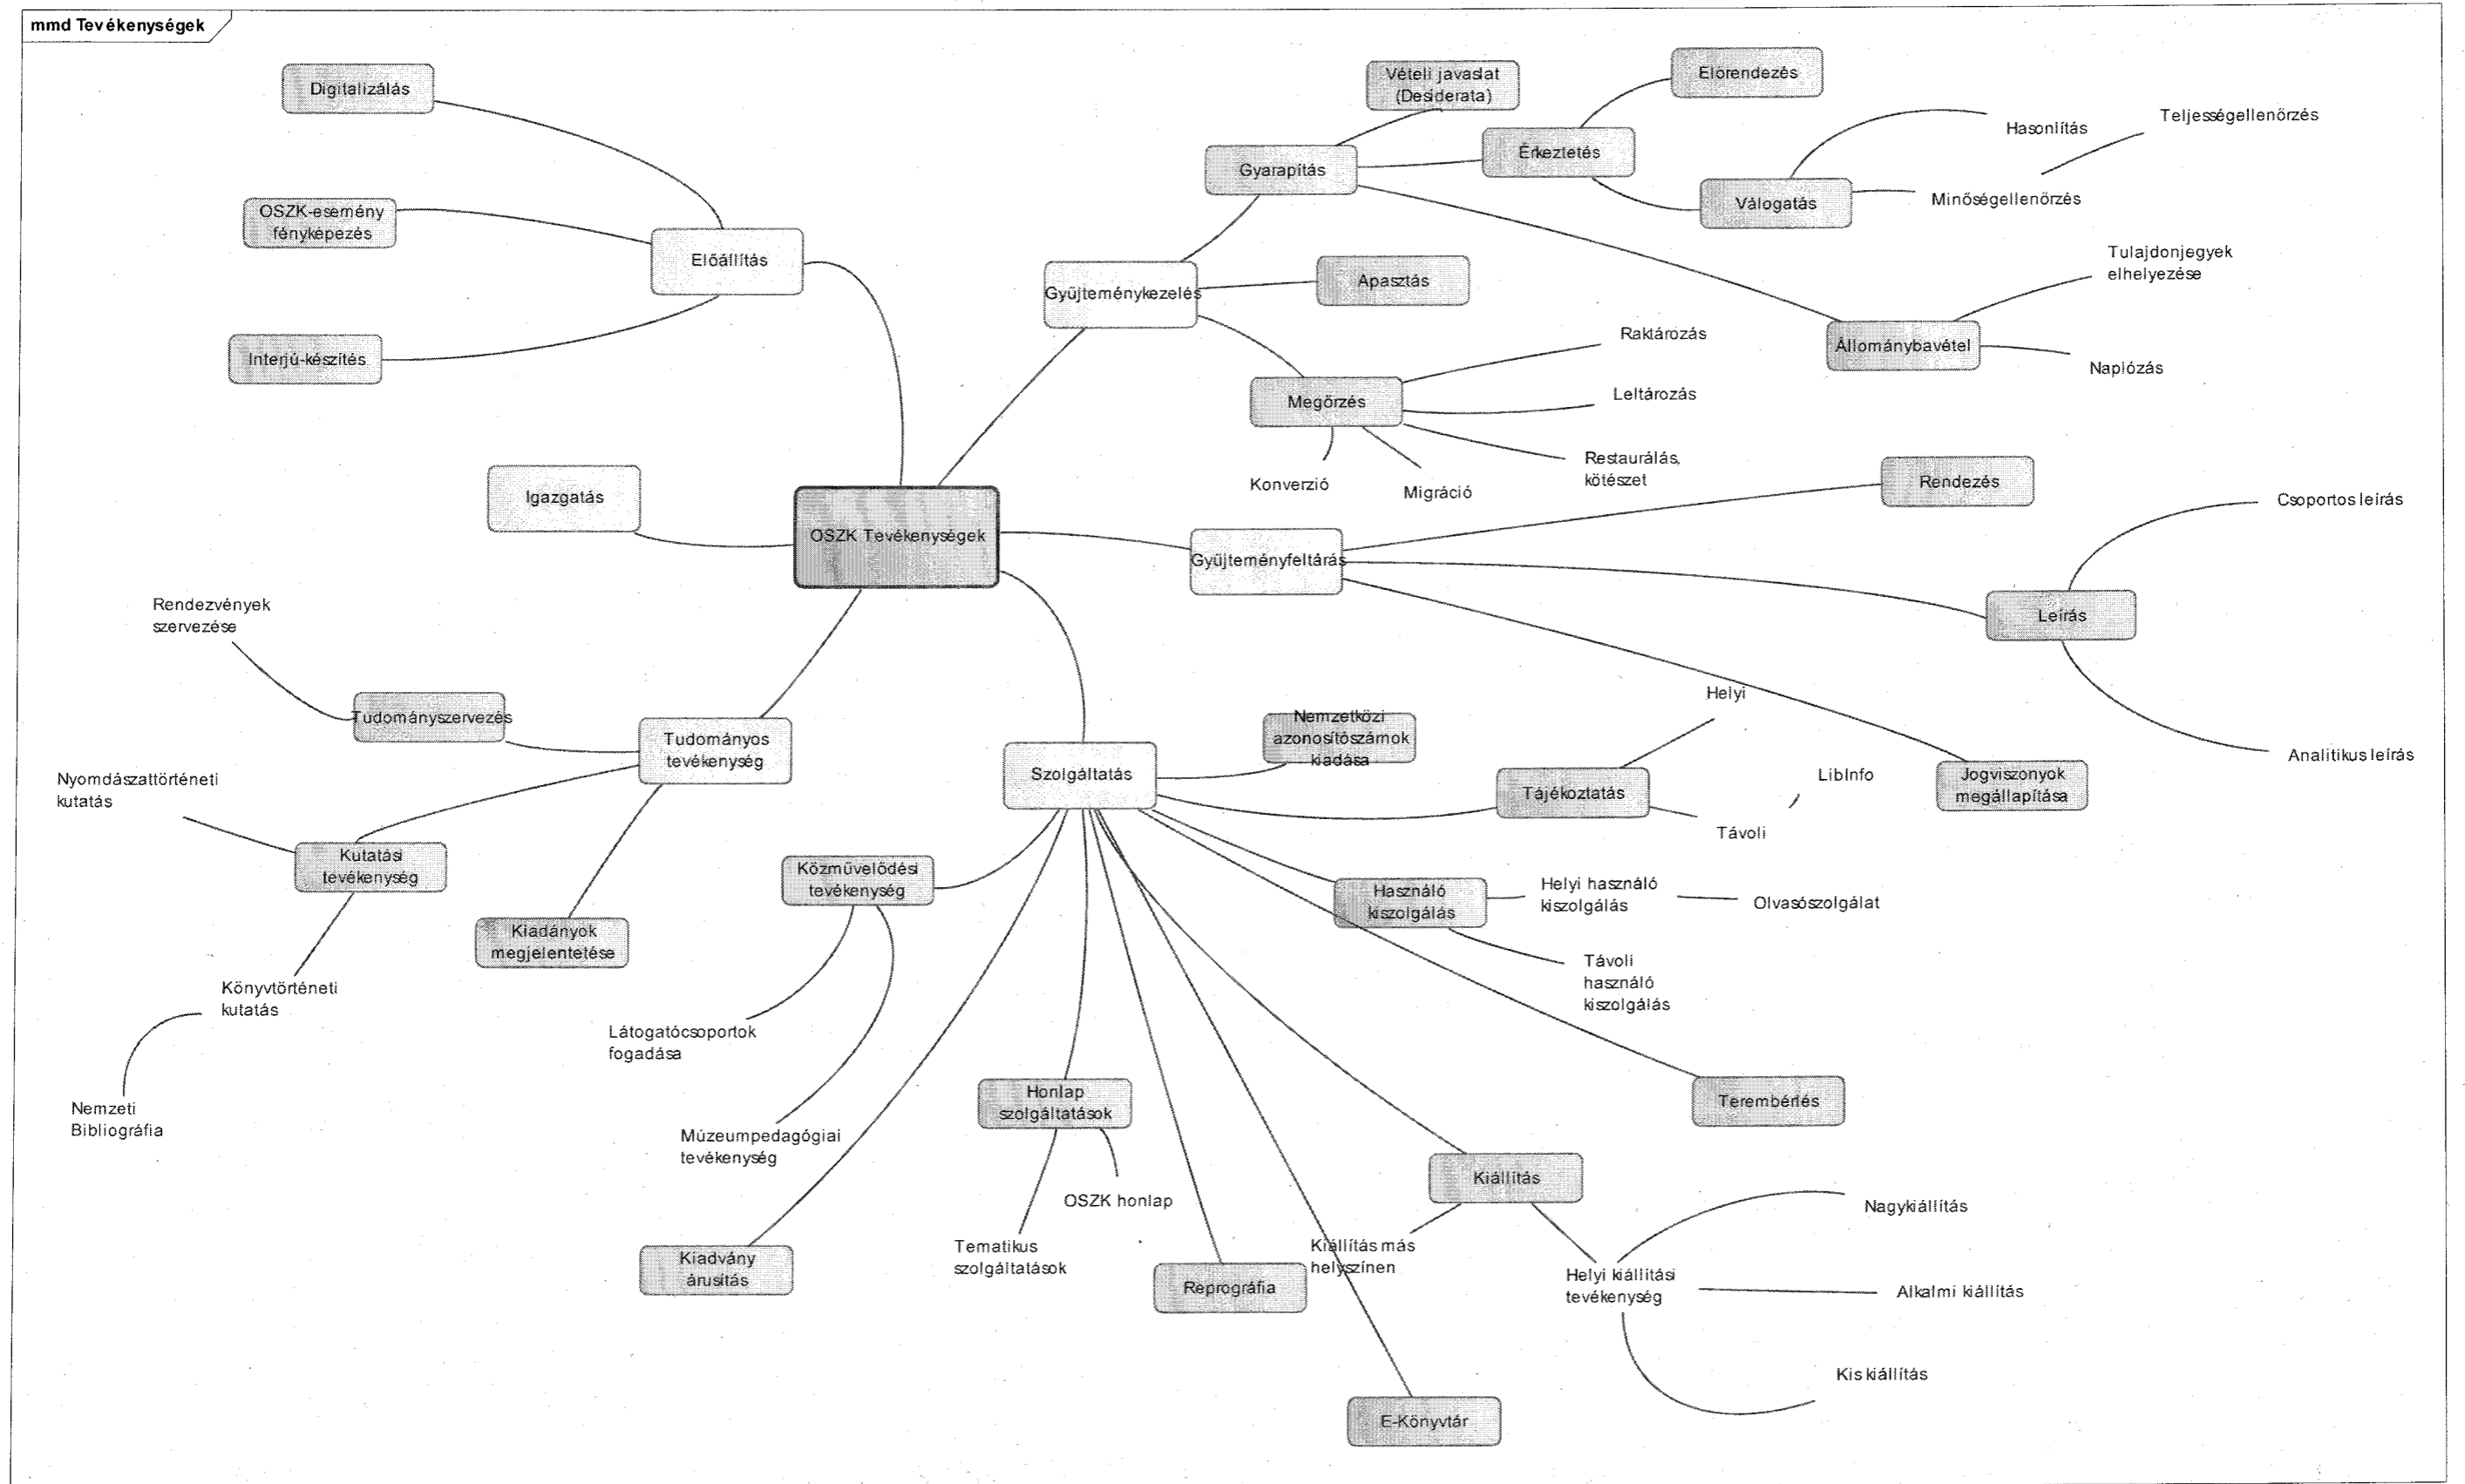 mmd Tevékenységek
Digitalizálás
OSZK-esemény
fényképezés
Előállítás
Interjú-készítés
Igazgatás
OSZK Tevékenységek
Vételi javaslat
(Desiderata)
Előrendezés
Gyarapítás
Érkeztetés
Hasonlítás
Teljességellenőrzés
Válogatás
Minőségellenőrzés
Gyűjteménykezelés
Apasztás
Tulajdonjegyek
elhelyezése
Állománybavétel
Naplózás
Raktározás
Megőrzés
Leltározás
Restaurálás,
kötészet
Konverzió
Migráció
Rendezés
Gyűjteményfeltárás
Csoportos leírás
Leírás
Analitikus leírás
Jogviszonyok
megállapítása
Rendezvények
szervezése
Tudományszervezés
Tudományos
tevékenység
Nyomdászattörténeti
kutatás
Kutatási
tevékenység
Kiadányok
megjelentetése
Könyvtörténeti
kutatás
Nemzeti
Bibliográfia
Szolgáltatás
Nemzetközi
azonosítószámok
kiadása
Helyi
Tájékoztatás
LibInfo
Távoli
Közművelődési
tevékenység
Használó
kiszolgálás
Helyi használó
kiszolgálás
Olvasószolgálat
Távoli
használó
kiszolgálás
Látogatócsoportok
fogadása
Múzeumpedagógiai
tevékenység
Honlap
szolgáltatások
OSZK honlap
Tematikus
szolgáltatások
Terembérlés
Kiállítás
Kiállítás más
helyszínen
Helyi kiállítási
tevékenység
Nagykiállítás
Alkalmi kiállítás
Kiskiállítás
Kiadvány
árusítás
Reprográfia
E-Könyvtár